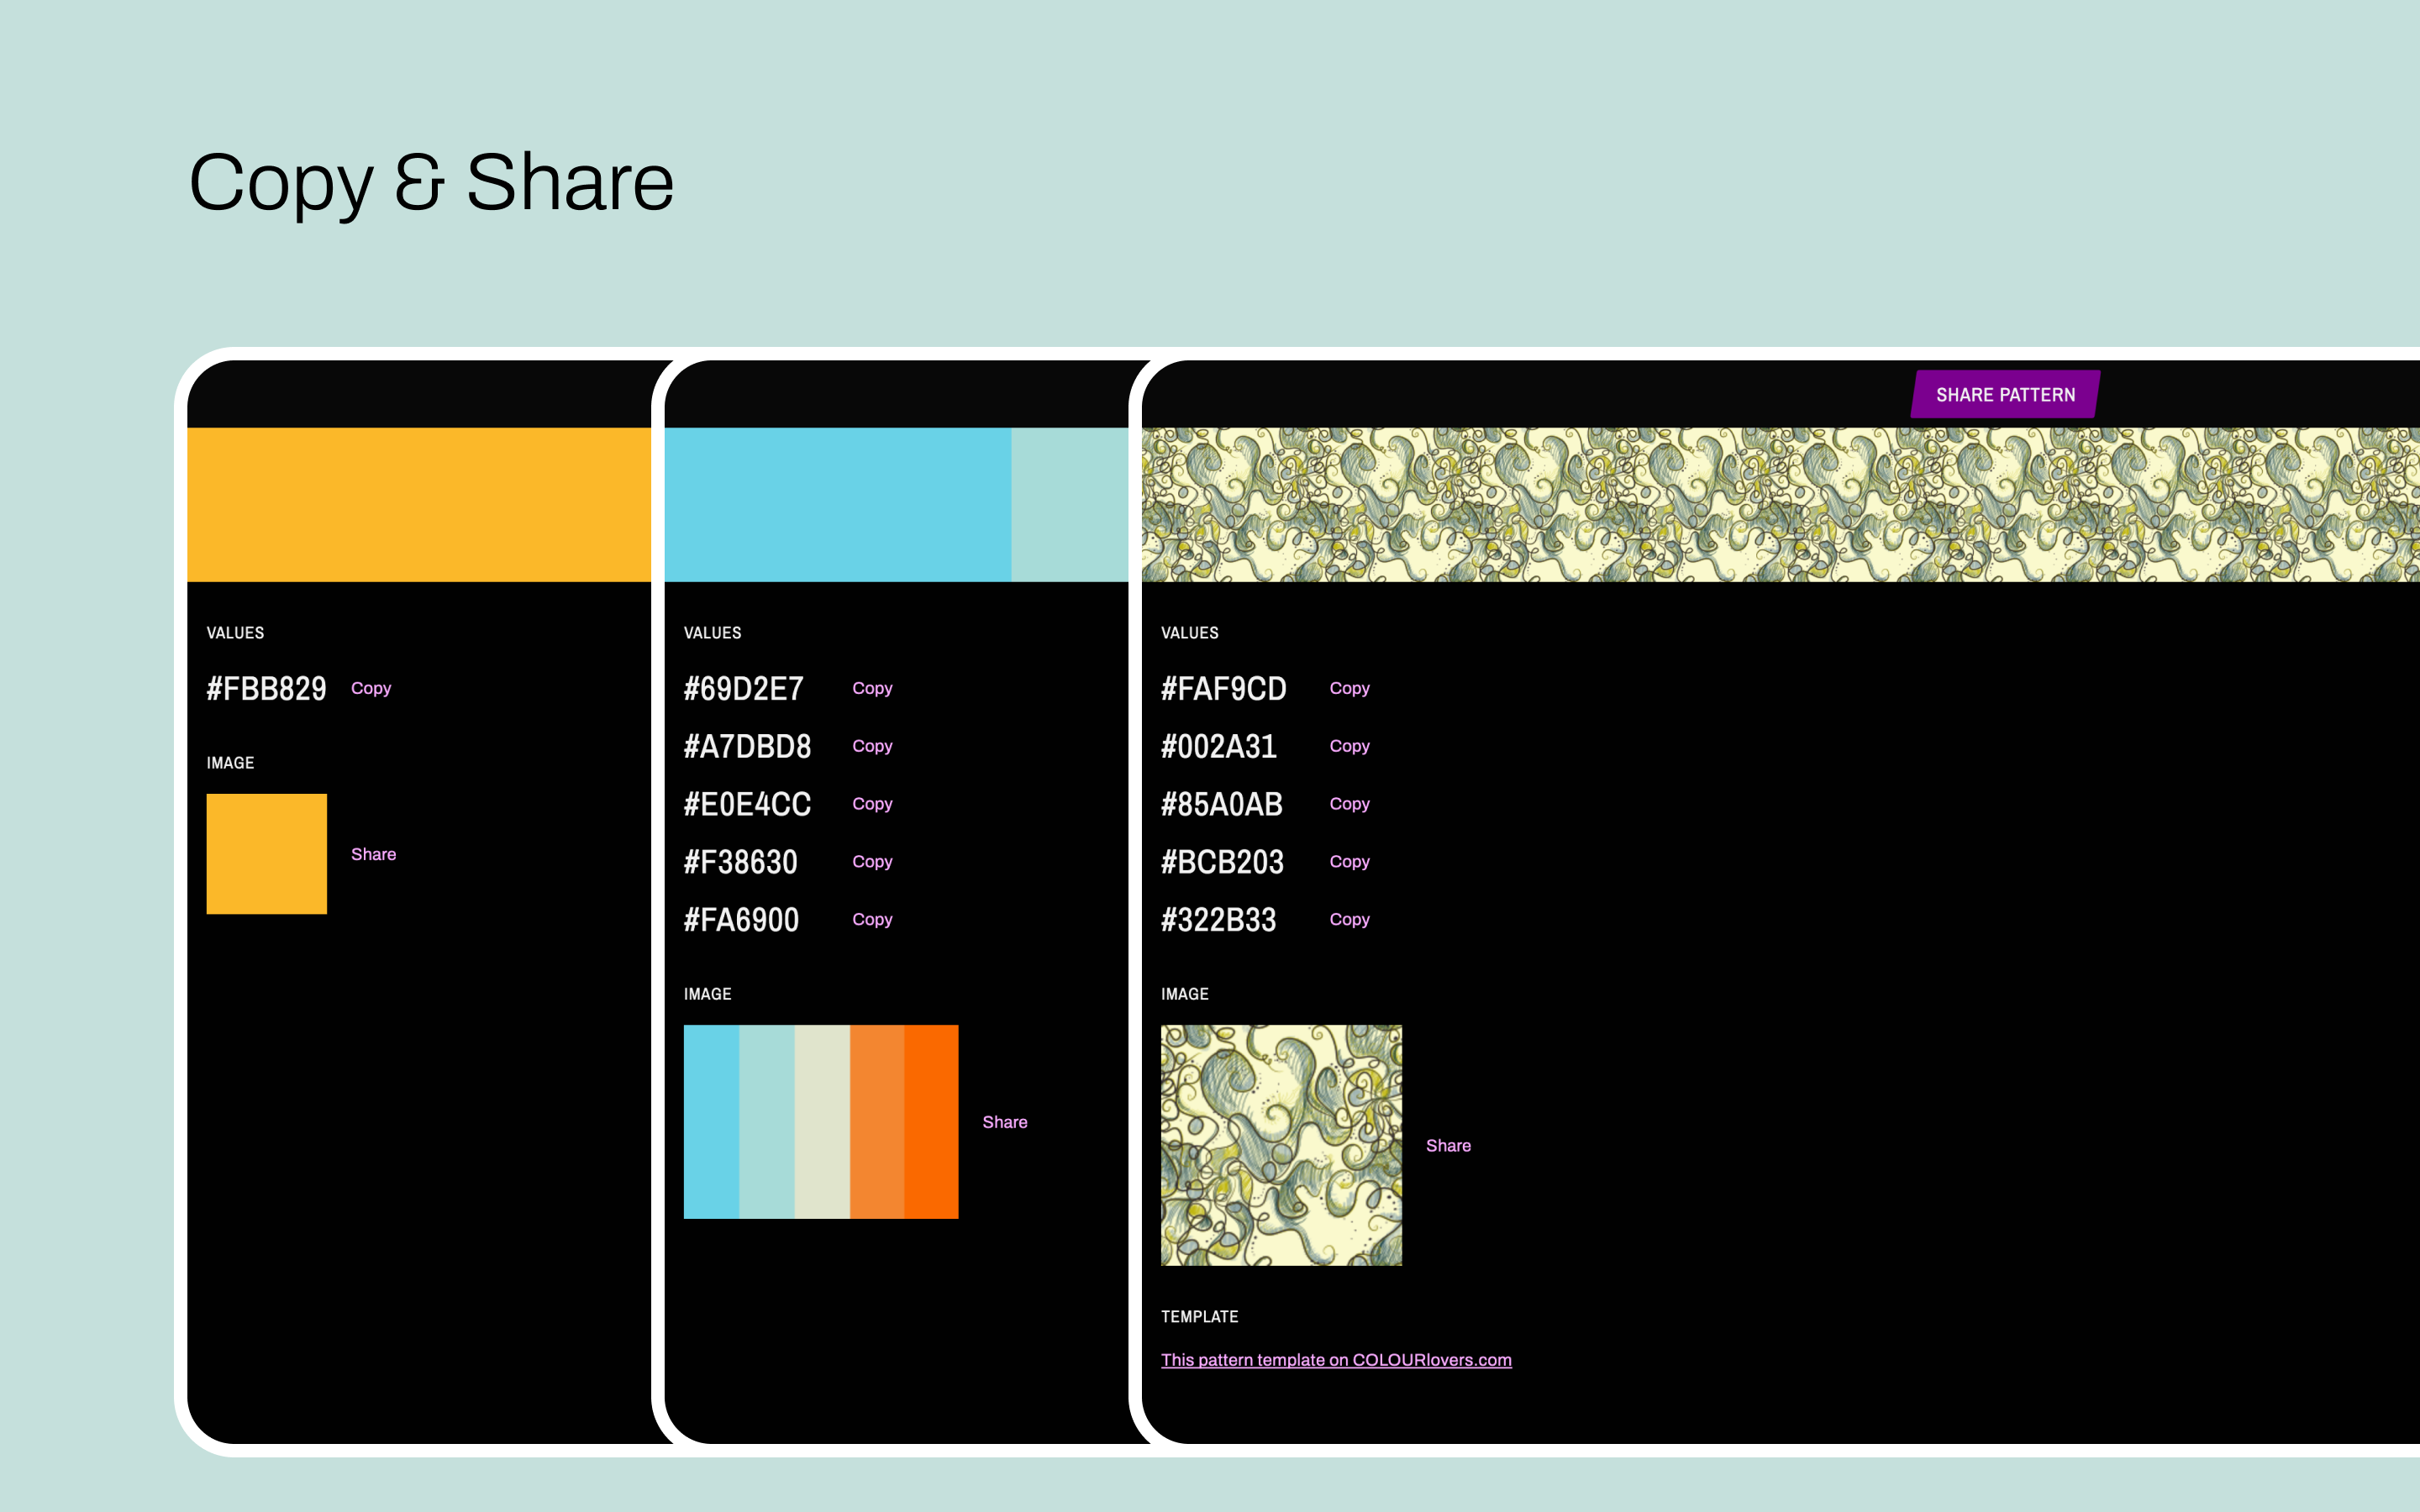 Copy & Share
SHARE PATTERN
VALUES
#FBB829 Copy
IMAGE
Share
VALUES
#69D2E7 Copy
#A7DBD8 Copy
#E0E4CC Copy
#F38630 Copy
#FA6900 Copy
IMAGE
Share
VALUES
#FAF9CD Copy
#002A31 Copy
#85A0AB Copy
#BCB203 Copy
#322B33 Copy
IMAGE
Share
TEMPLATE
This pattern template on COLOURlovers.com